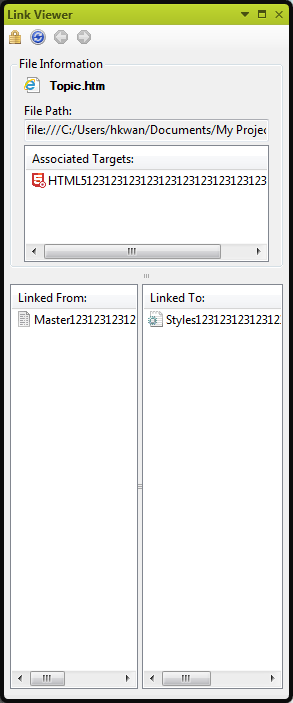 Link Viewer
File Information
Topic.htm
File Path:
file:///C:/Users/hkwan/Documents/My Projec
Associated Targets:
HTML5123123123123123123123123123123
Linked From:
Linked To:
Master12312312312
Styles12312312312312